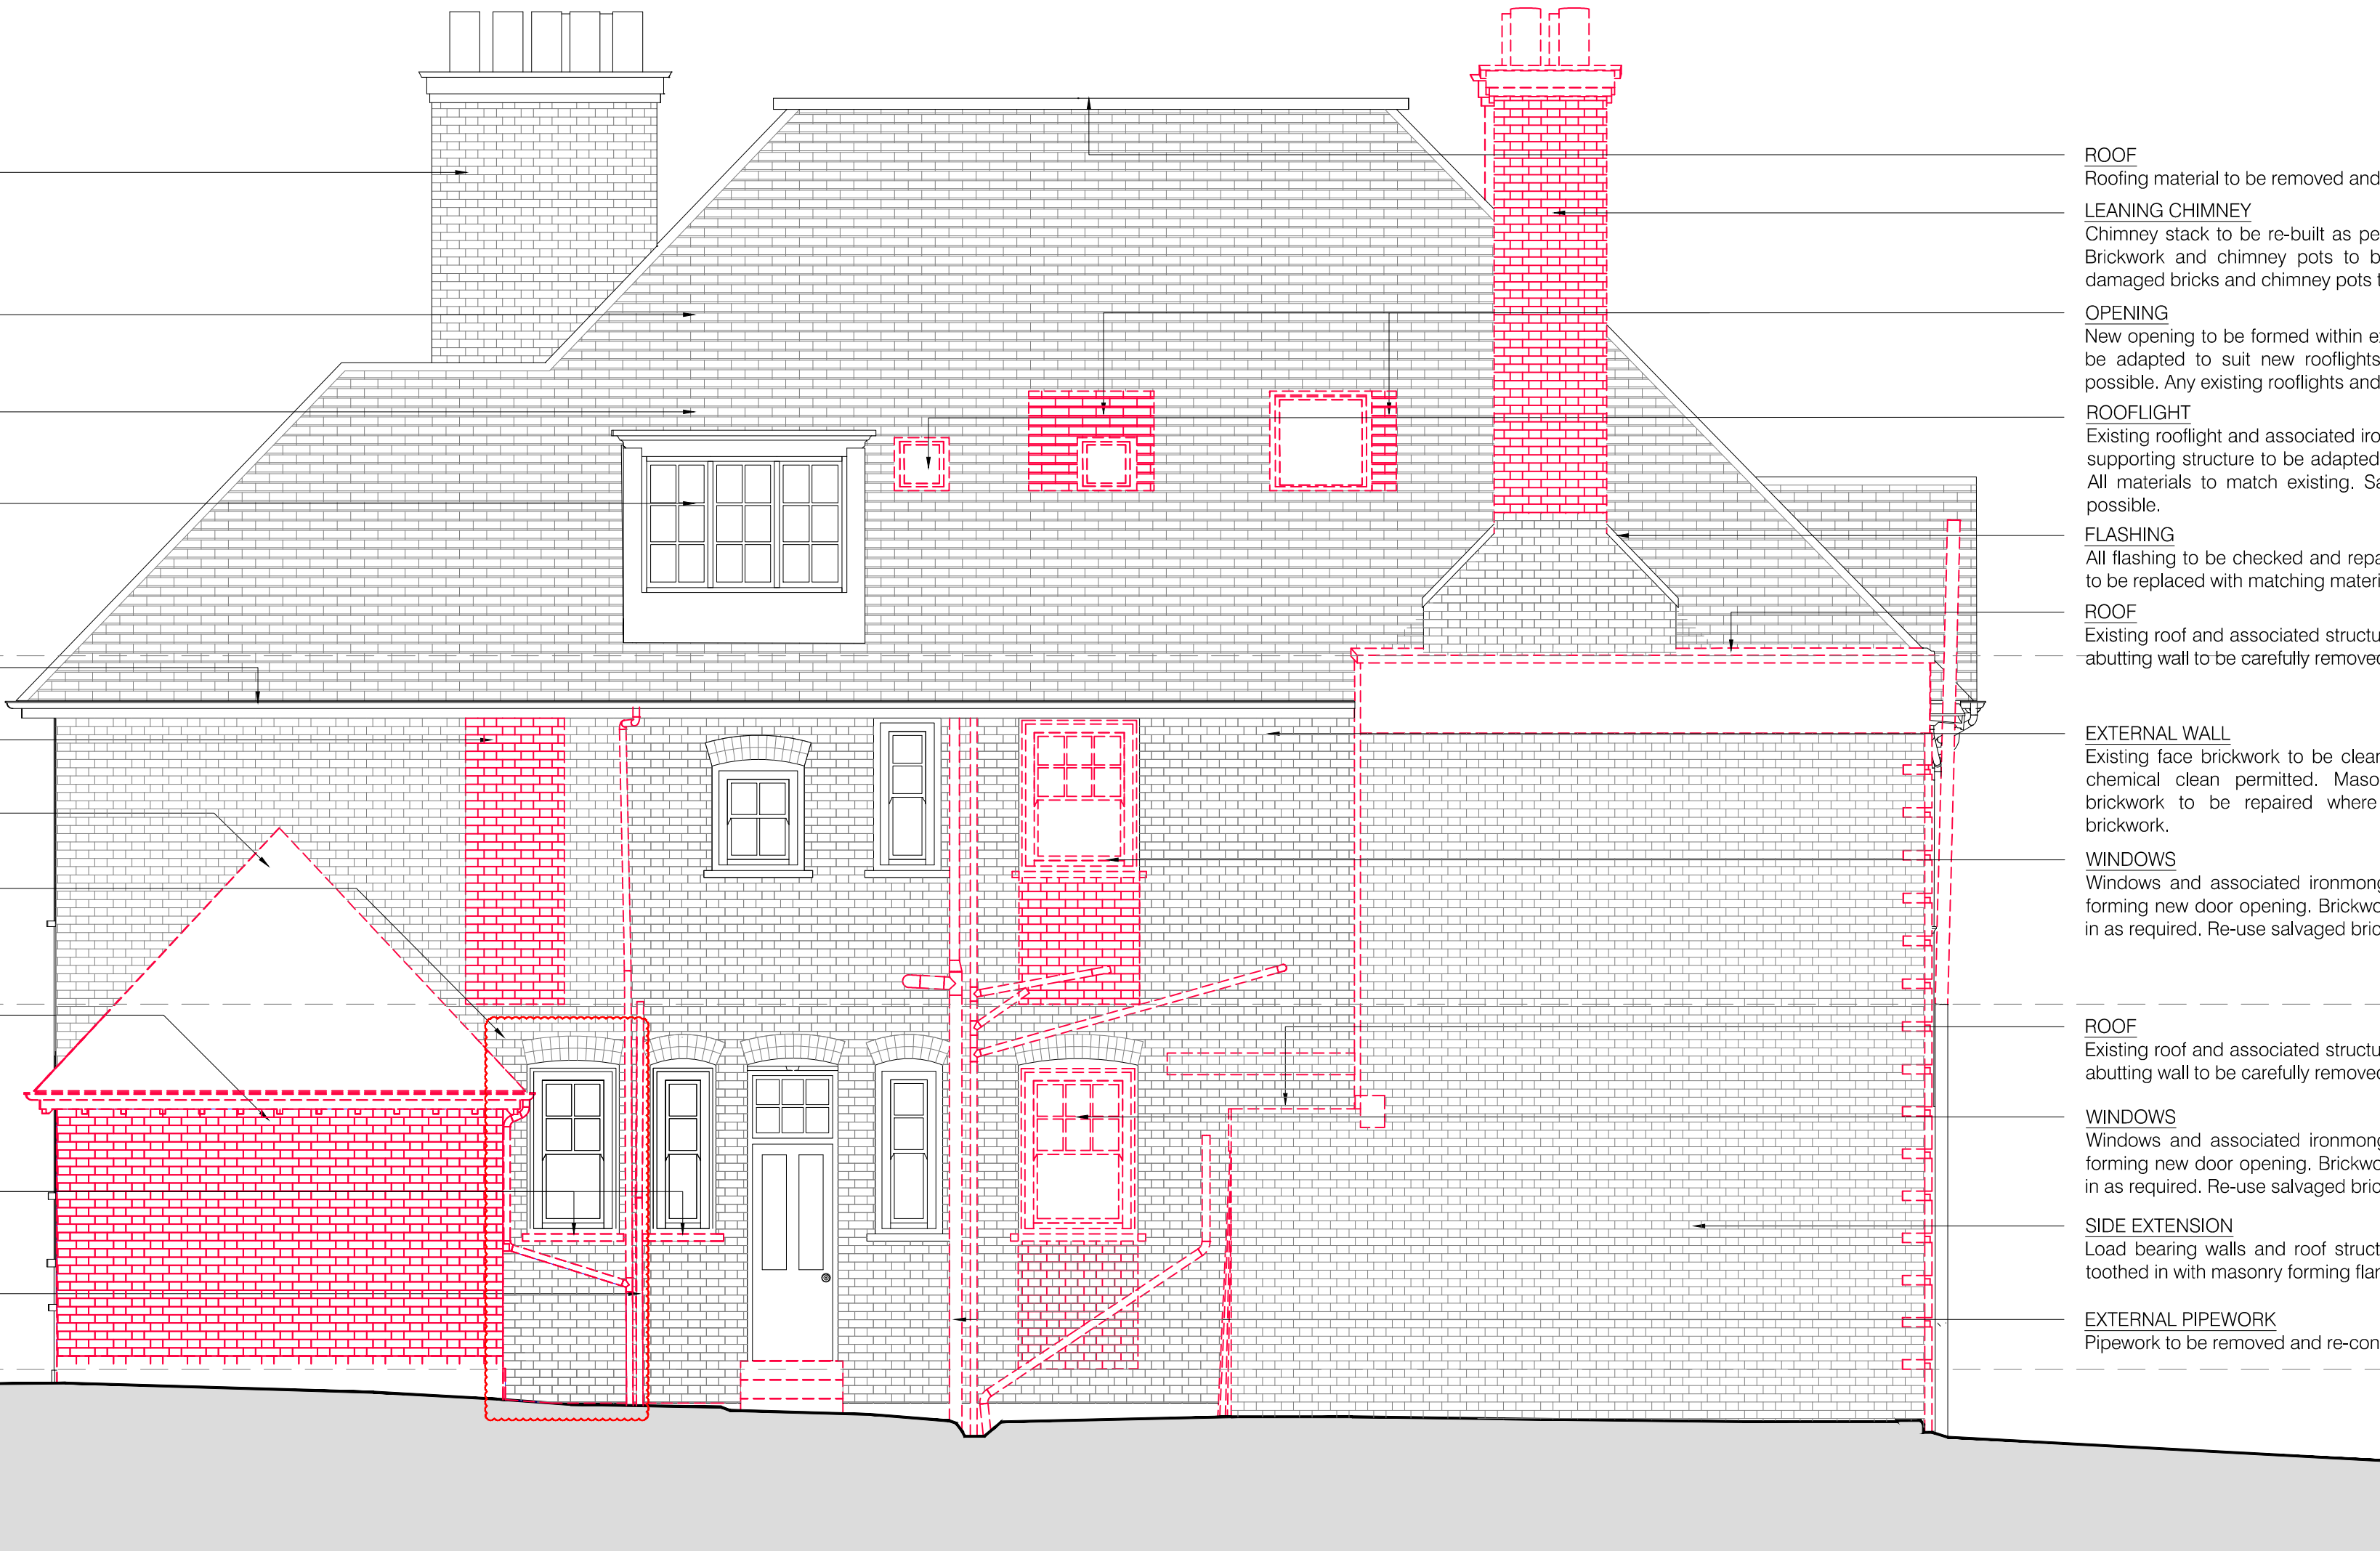 ROOF
Roofing material to be removed and
LEANING CHIMNEY
Chimney stack to be re-built as pe
Brickwork and chimney pots to b
damaged bricks and chimney pots t
OPENING
New opening to be formed within e
be adapted to suit new rooflights
possible. Any existing rooflights and
ROOFLIGHT
Existing rooflight and associated iro
supporting structure to be adapted
All materials to match existing. Sa
possible.
FLASHING
All flashing to be checked and repa
to be replaced with matching materi
ROOF
Existing roof and associated structu
abutting wall to be carefully removed
EXTERNAL WALL
Existing face brickwork to be clean
chemical clean permitted. Maso
brickwork to be repaired where
brickwork.
WINDOWS
Windows and associated ironmong
forming new door opening. Brickwo
in as required. Re-use salvaged bric
ROOF
Existing roof and associated structu
abutting wall to be carefully removed
WINDOWS
Windows and associated ironmong
forming new door opening. Brickwo
in as required. Re-use salvaged bric
SIDE EXTENSION
Load bearing walls and roof struct
toothed in with masonry forming flan
EXTERNAL PIPEWORK
Pipework to be removed and re-con